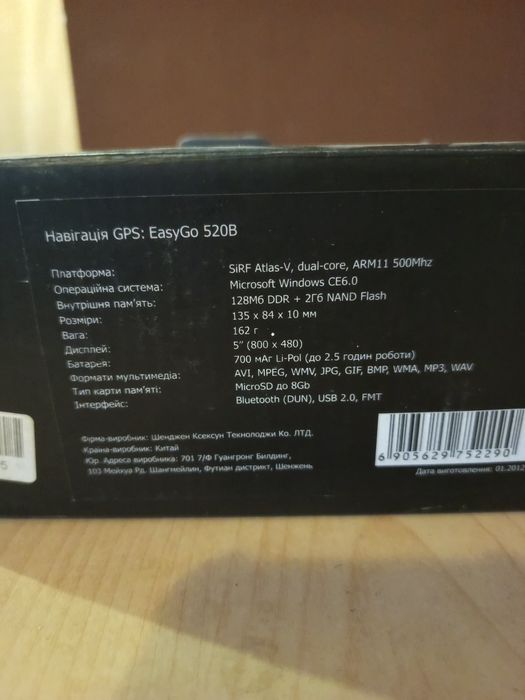 Навігація GPS: EasyGo 520B
Платформа: SiRF Atlas-V, dual-core, ARM11 500Mhz
Операційна система: Microsoft Windows CE6.0
Внутрішня пам'ять: 128Мб DDR + 2Гб NAND Flash
Розміри: 135 x 84 x 10 мм
Вага: 162 г
Дисплей: 5" (800 x 480)
Батарея: 700 мАг Li-Pol (до 2.5 годин роботи)
Формати мультимедіа: AVI, MPEG, WMV, JPG, GIF, BMP, WMA, MP3, WAV
Тип карти пам'яті: MicroSD до 8Gb
Інтерфейс: Bluetooth (DUN), USB 2.0, FMT
Фірма-виробник: Шенджен Ксексун Текнолоджи Ко. ЛТД.
Країна-виробник: Китай
Юр. Адреса виробника: 701 7/Ф Гуангронг Билдинг,
103 Мейхуа Рд. Шангмейлин, Футиан дистрикт, Шенжень
6 905629 752290
Дата виготовлення: 01.2012
5